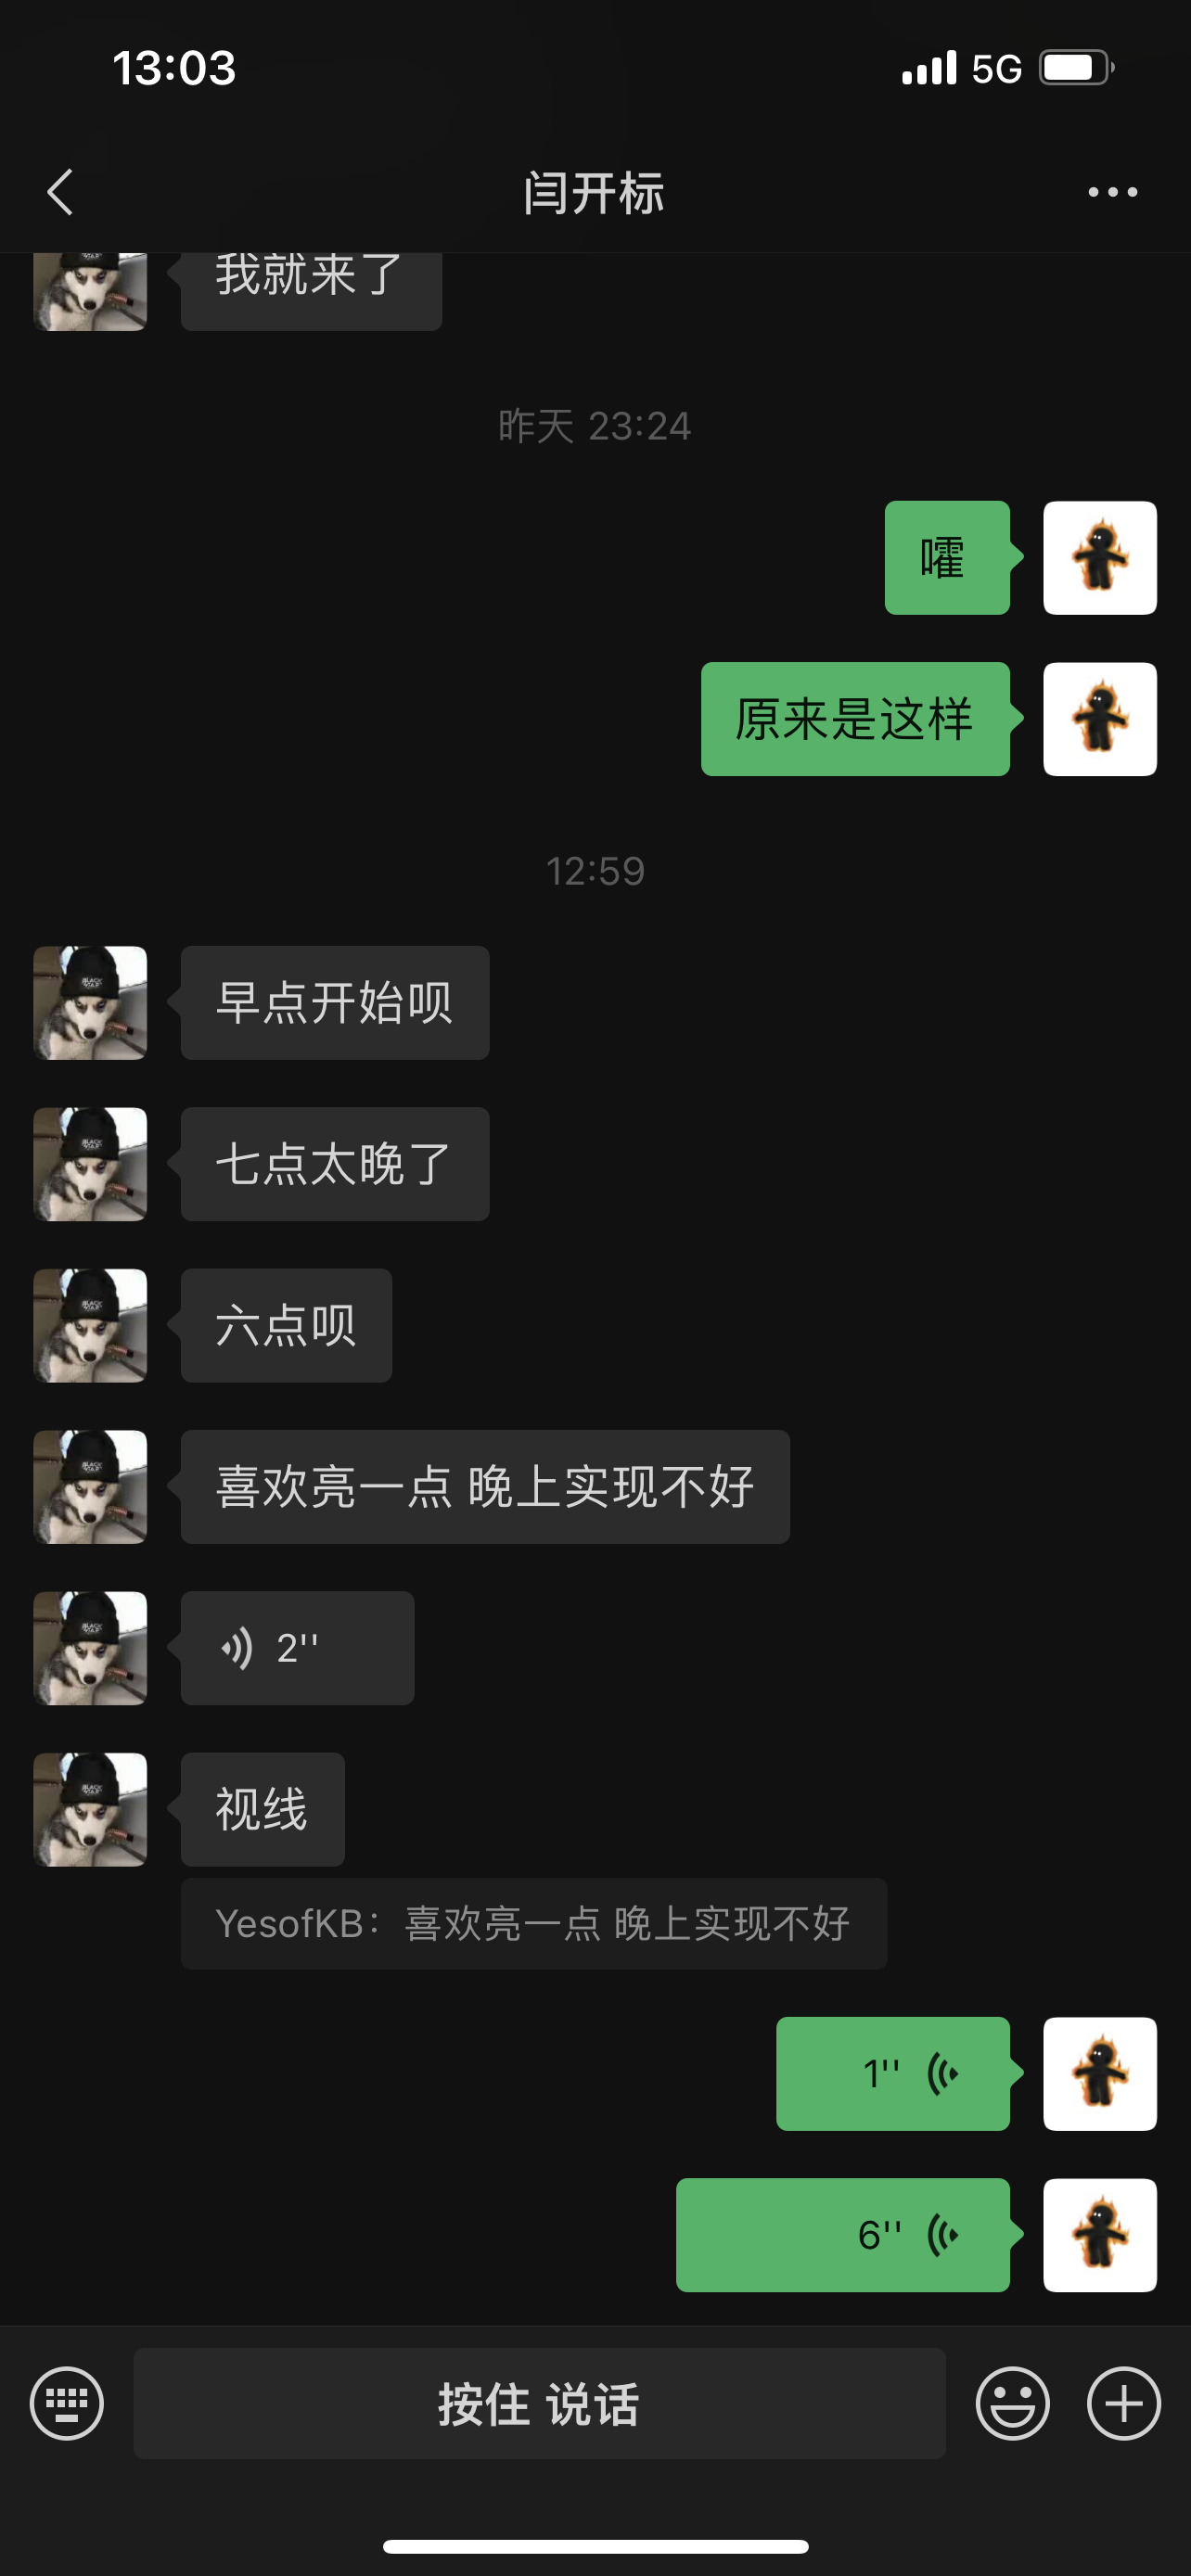 13:03
5G
闫开标
我就来了
昨天 23:24
嚯
原来是这样
12:59
早点开始呗
七点太晚了
六点呗
喜欢亮一点 晚上实现不好
2''
视线
YesofKB：喜欢亮一点 晚上实现不好
1''
6''
按住 说话